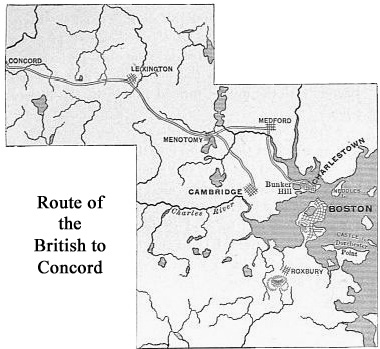 CONCORD
LEXINGTON
MEDFORD
MENOTOMY
CHARLESTOWN
Bunker
Hill
NODDLES
CAMBRIDGE
BOSTON
Charles River
CASTLE
Dorchester
Point
ROXBURY
Route of
the
British to
Concord